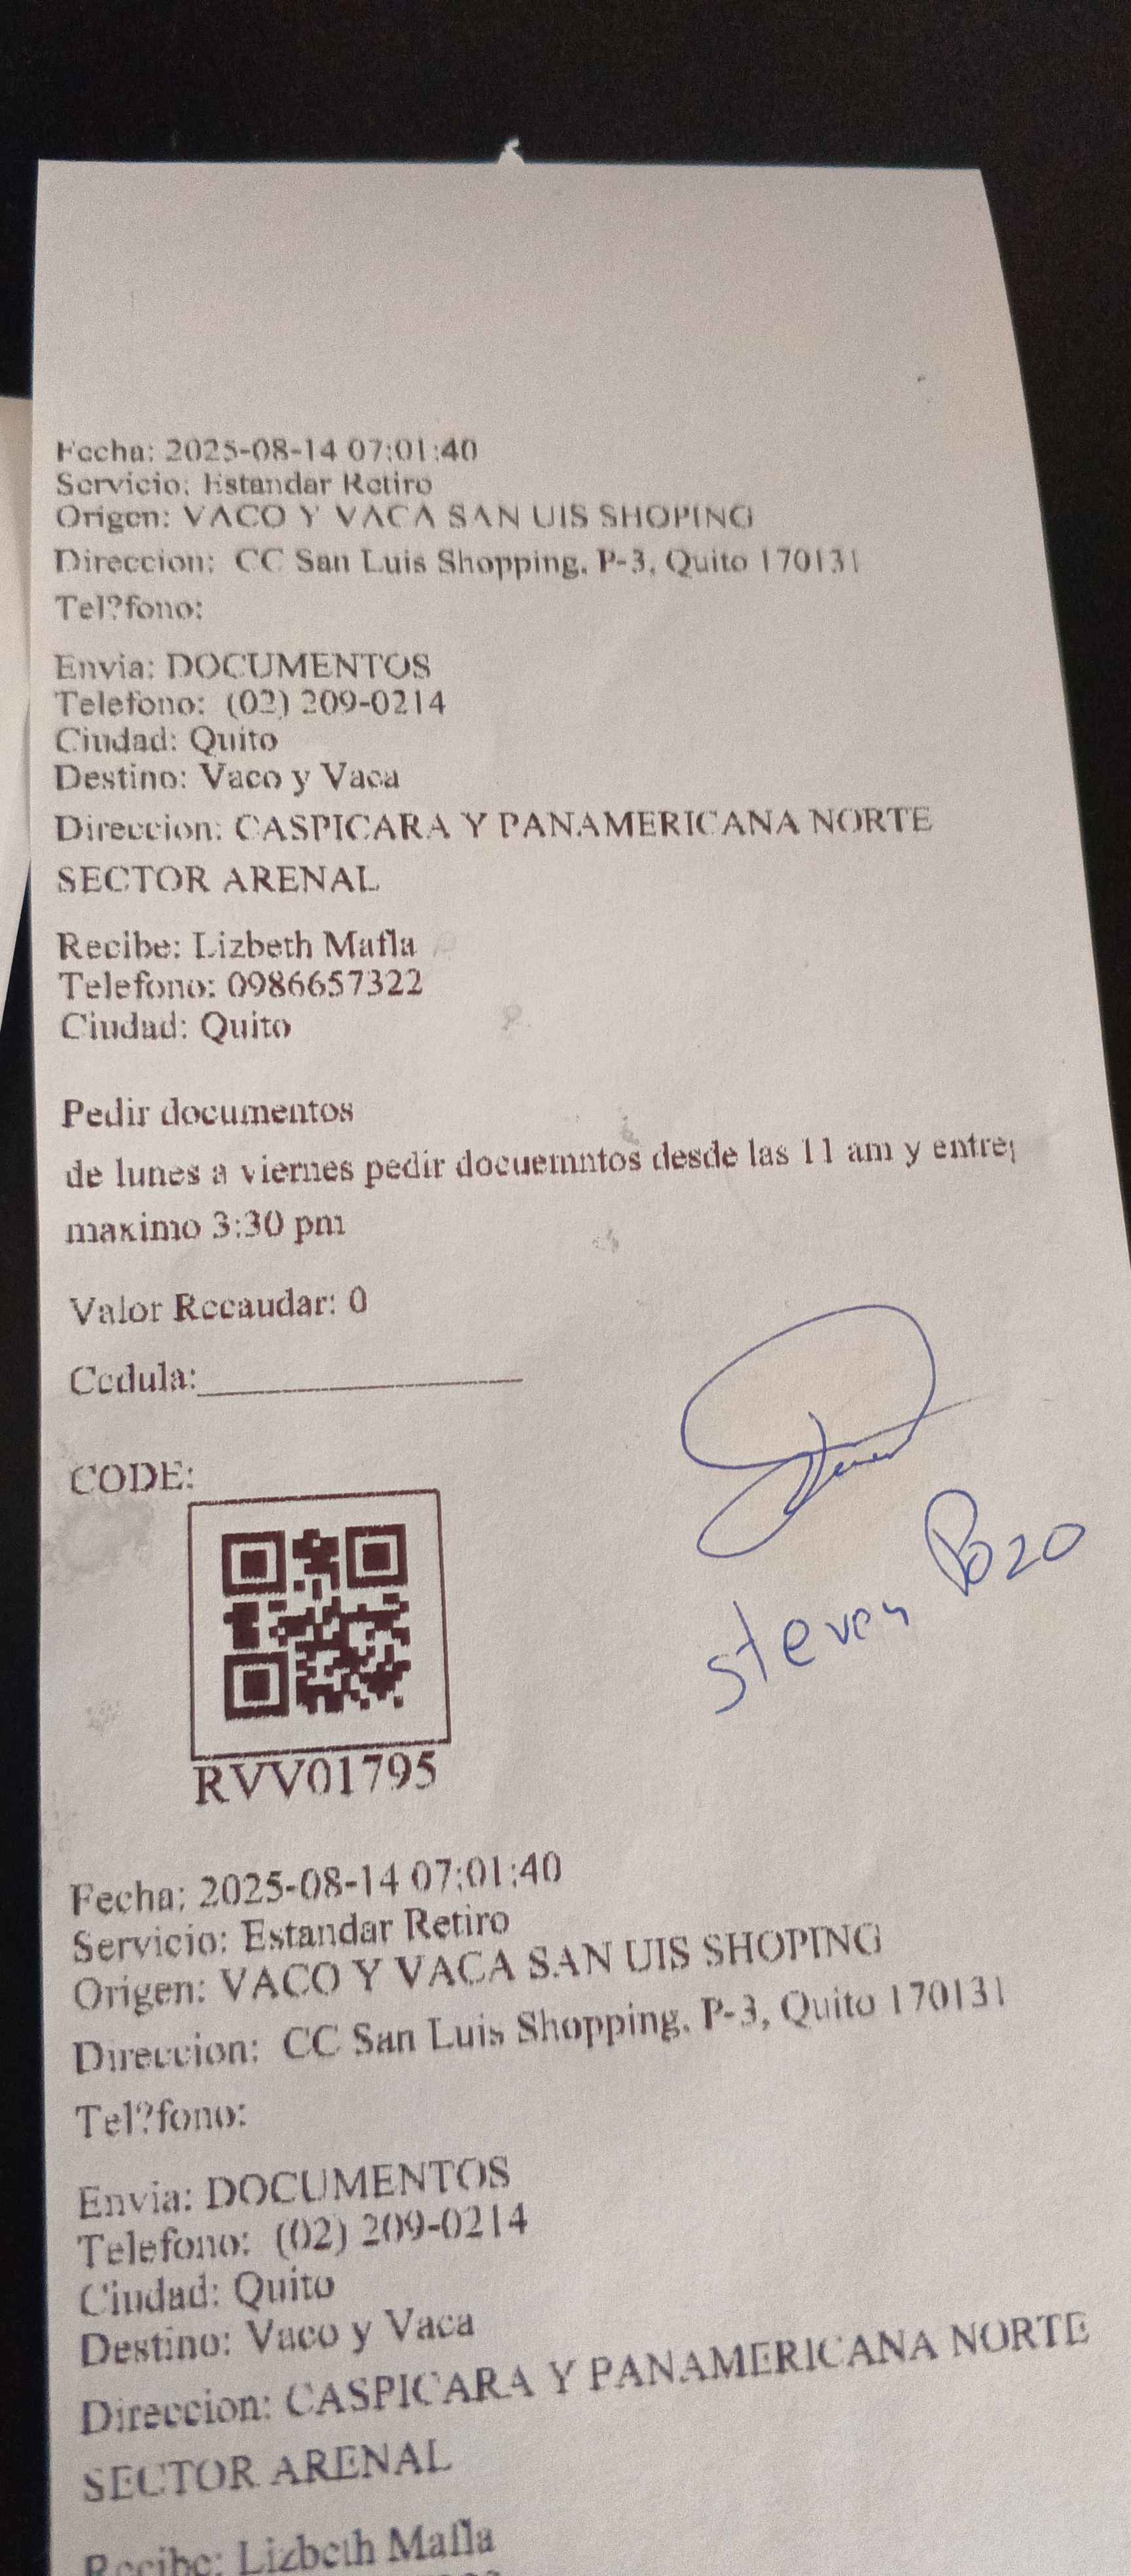 Fecha: 2025-08-14 07:01:40
Servicio: Estandar Retiro
Origen: VACO Y VACA SAN UIS SHOPING
Direccion: CC San Luis Shopping, P-3, Quito 170131
Tel?fono:
Envia: DOCUMENTOS
Telefono: (02) 209-0214
Ciudad: Quito
Destino: Vaco y Vaca
Direccion: CASPICARA Y PANAMERICANA NORTE
SECTOR ARENAL
Recibe: Lizbeth Mafla
Telefono: 0986657322
Ciudad: Quito
Pedir documentos
de lunes a viernes pedir docuemntos desde las 11 am y entre
maximo 3:30 pm
Valor Recaudar: 0
Cedula:
CODE:
Steven Pozo
RVV01795
Fecha: 2025-08-14 07:01:40
Servicio: Estandar Retiro
Origen: VACO Y VACA SAN UIS SHOPING
Direccion: CC San Luis Shopping, P-3, Quito 170131
Tel?fono:
Envia: DOCUMENTOS
Telefono: (02) 209-0214
Ciudad: Quito
Destino: Vaco y Vaca
Direccion: CASPICARA Y PANAMERICANA NORTE
SECTOR ARENAL
Recibe: Lizbeth Mafla